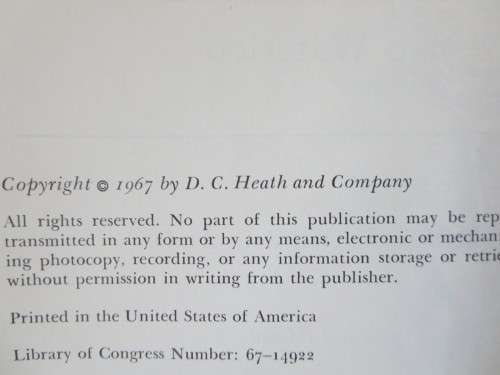 Copyright © 1967 by D. C. Heath and Company
All rights reserved. No part of this publication may be rep
transmitted in any form or by any means, electronic or mechan
ing photocopy, recording, or any information storage or retri
without permission in writing from the publisher.
Printed in the United States of America
Library of Congress Number: 67-14922